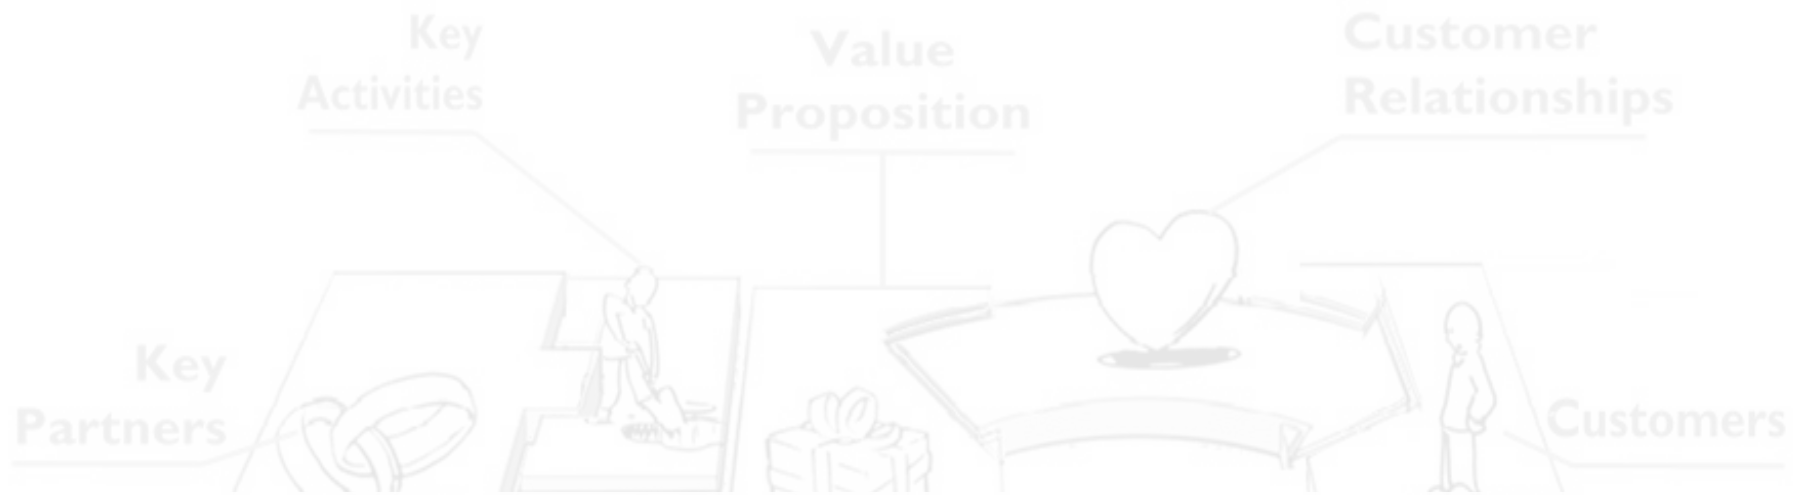 Key
Activities
Value
Proposition
Customer
Relationships
Key
Partners
Customers